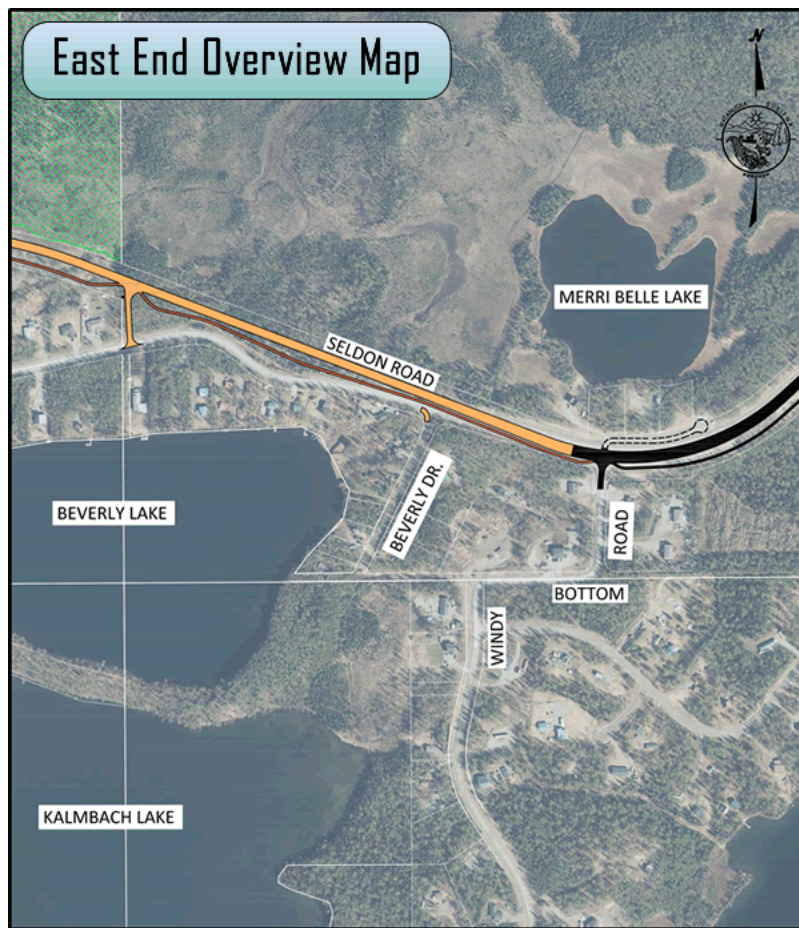 East End Overview Map
N
MERRI BELLE LAKE
SELDON ROAD
BEVERLY LAKE
BEVERLY DR.
ROAD
BOTTOM
WINDY
KALMBACH LAKE